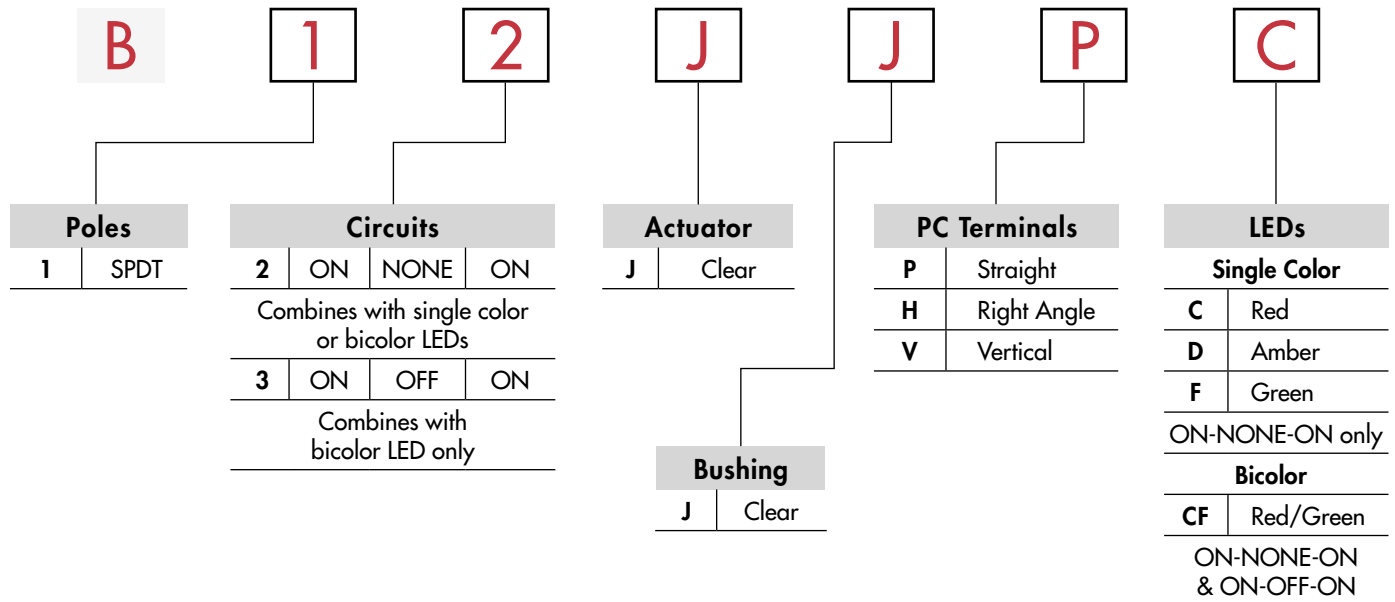 B 1 2 J J P C
Poles
1 SPDT
Circuits
2 ON NONE ON
Combines with single color
or bicolor LEDs
3 ON OFF ON
Combines with
bicolor LED only
Actuator
J Clear
Bushing
J Clear
PC Terminals
P Straight
H Right Angle
V Vertical
LEDs
Single Color
C Red
D Amber
F Green
ON-NONE-ON only
Bicolor
CF Red/Green
ON-NONE-ON
& ON-OFF-ON